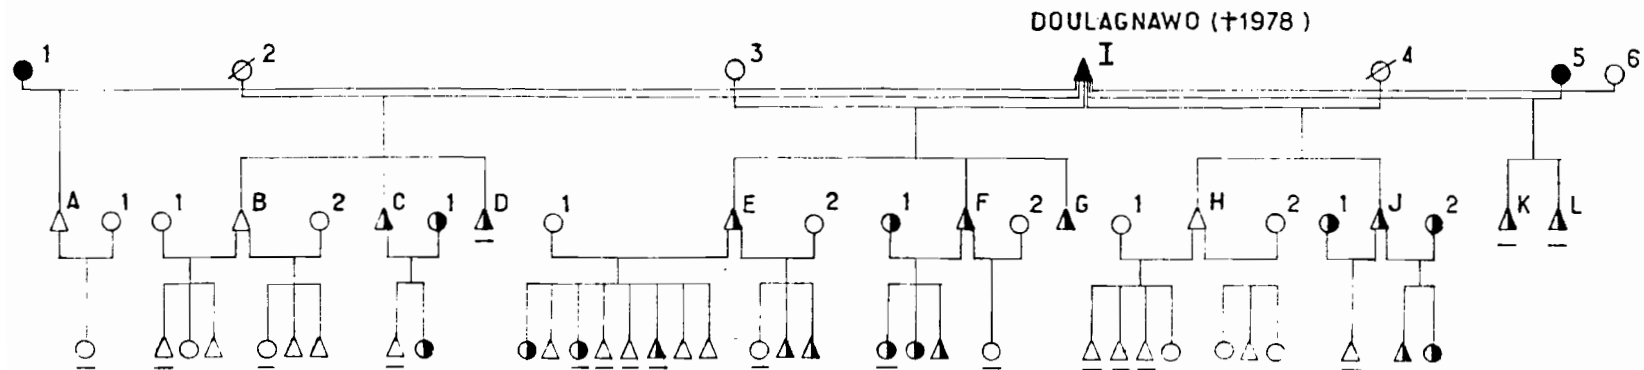 DOULAGNAWO (†1978 )
1 2 3 I 4 5 6
A 1 1 B 2 C 1 D 1 E 2 1 F 2 G 1 H 2 1 J 2 K L